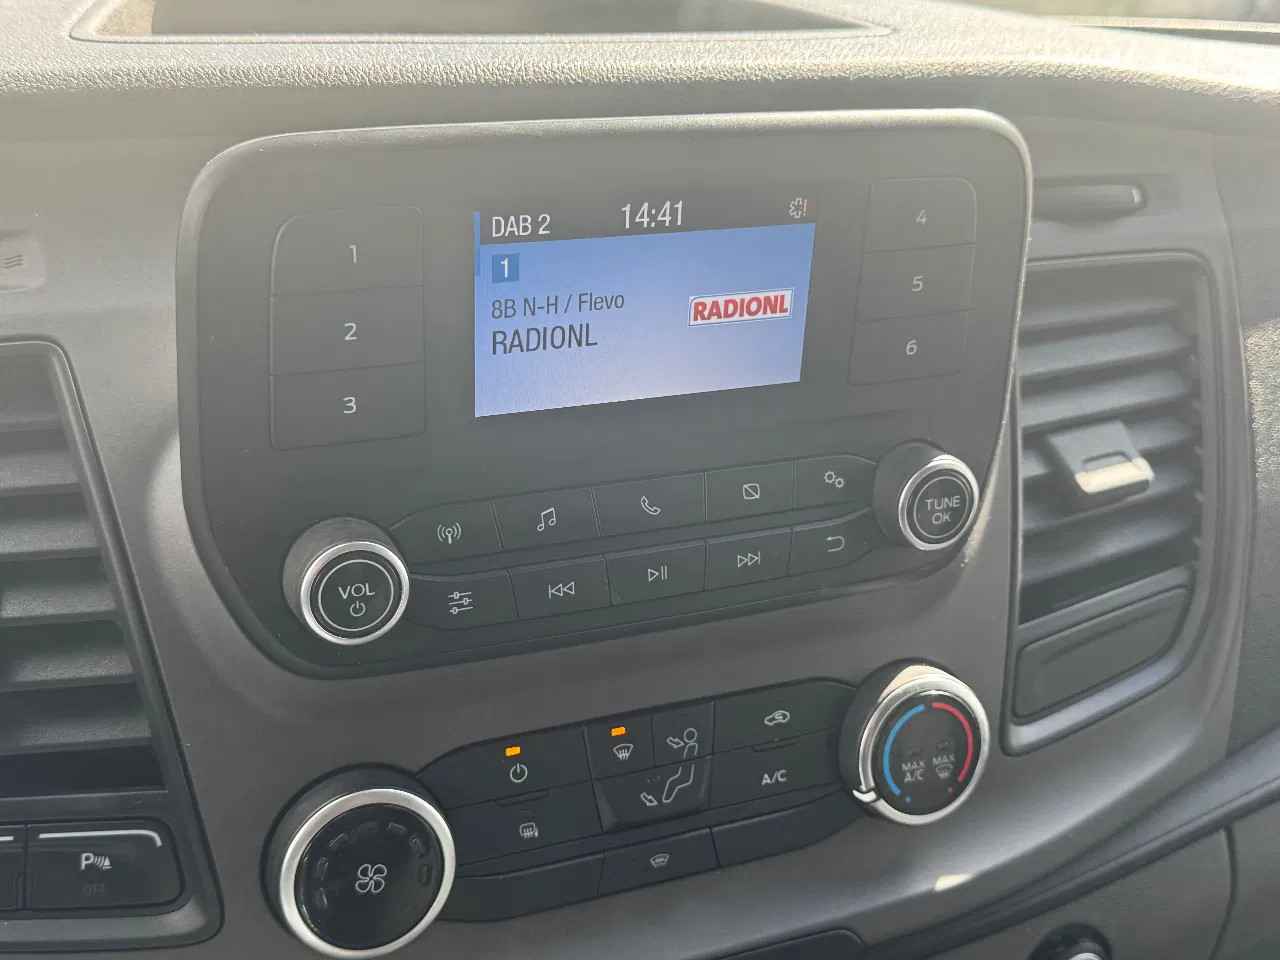 DAB 2
14:41
1
8B N-H / Flevo
RADIONL
RADIONL
1
2
3
4
5
6
VOL
TUNE
OK
A/C
MAX
A/C
MAX
P
OFF